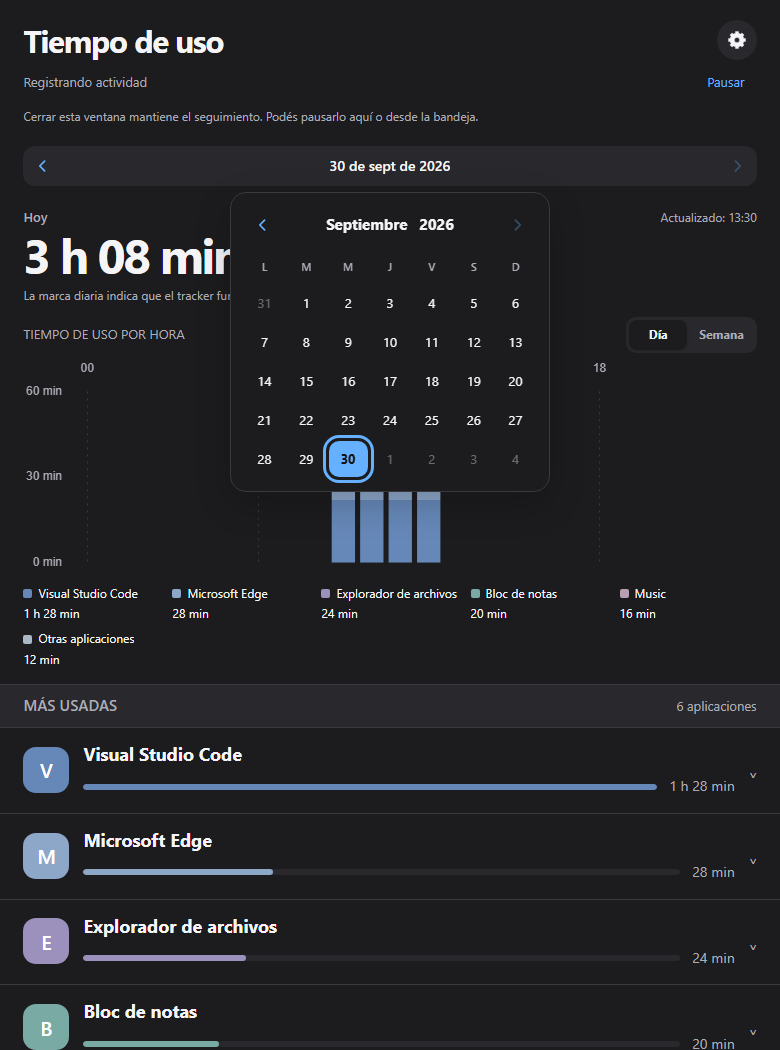 Tiempo de uso
Registrando actividad
Pausar
Cerrar esta ventana mantiene el seguimiento. Podés pausarlo aquí o desde la bandeja.
30 de sept de 2026
Hoy
Actualizado: 13:30
3 h 08 min
La marca diaria indica que el tracker
TIEMPO DE USO POR HORA
Día Semana
Septiembre 2026
L M M J V S D
31 1 2 3 4 5 6
7 8 9 10 11 12 13
14 15 16 17 18 19 20
21 22 23 24 25 26 27
28 29 30 1 2 3 4
00 18
60 min
30 min
0 min
Visual Studio Code
1 h 28 min
Microsoft Edge
28 min
Explorador de archivos
24 min
Bloc de notas
20 min
Music
16 min
Otras aplicaciones
12 min
MÁS USADAS
6 aplicaciones
V
Visual Studio Code
1 h 28 min
M
Microsoft Edge
28 min
E
Explorador de archivos
24 min
B
Bloc de notas
20 min